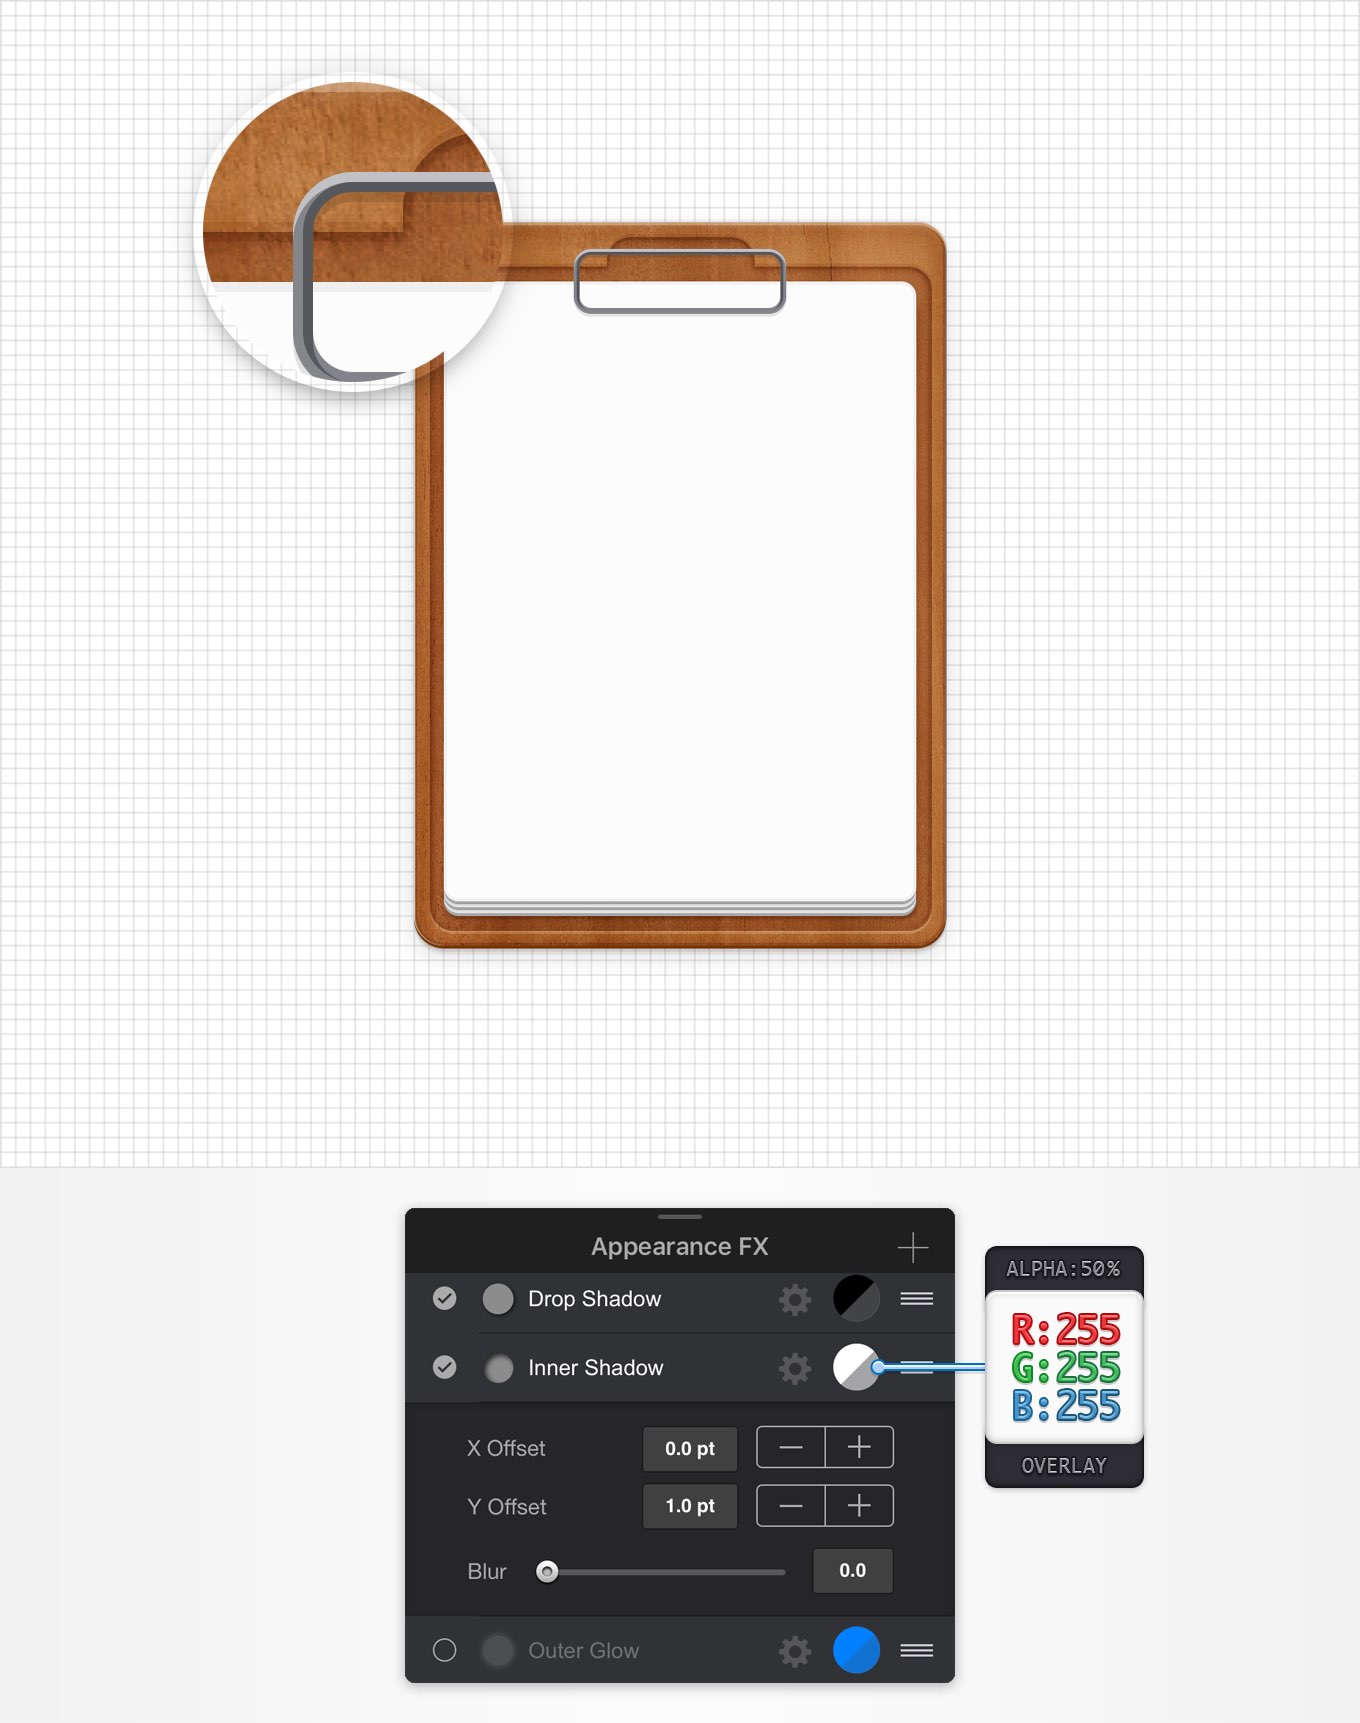 Appearance FX
Drop Shadow
Inner Shadow
X Offset 0.0 pt
Y Offset 1.0 pt
Blur 0.0
Outer Glow
ALPHA:50%
R:255
G:255
B:255
OVERLAY